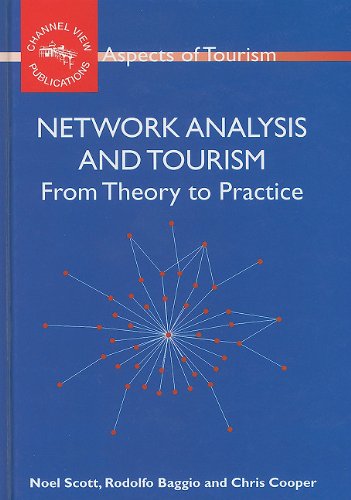 CHANNEL VIEW
PUBLICATIONS
Aspects of Tourism
NETWORK ANALYSIS
AND TOURISM
From Theory to Practice
Noel Scott, Rodolfo Baggio and Chris Cooper